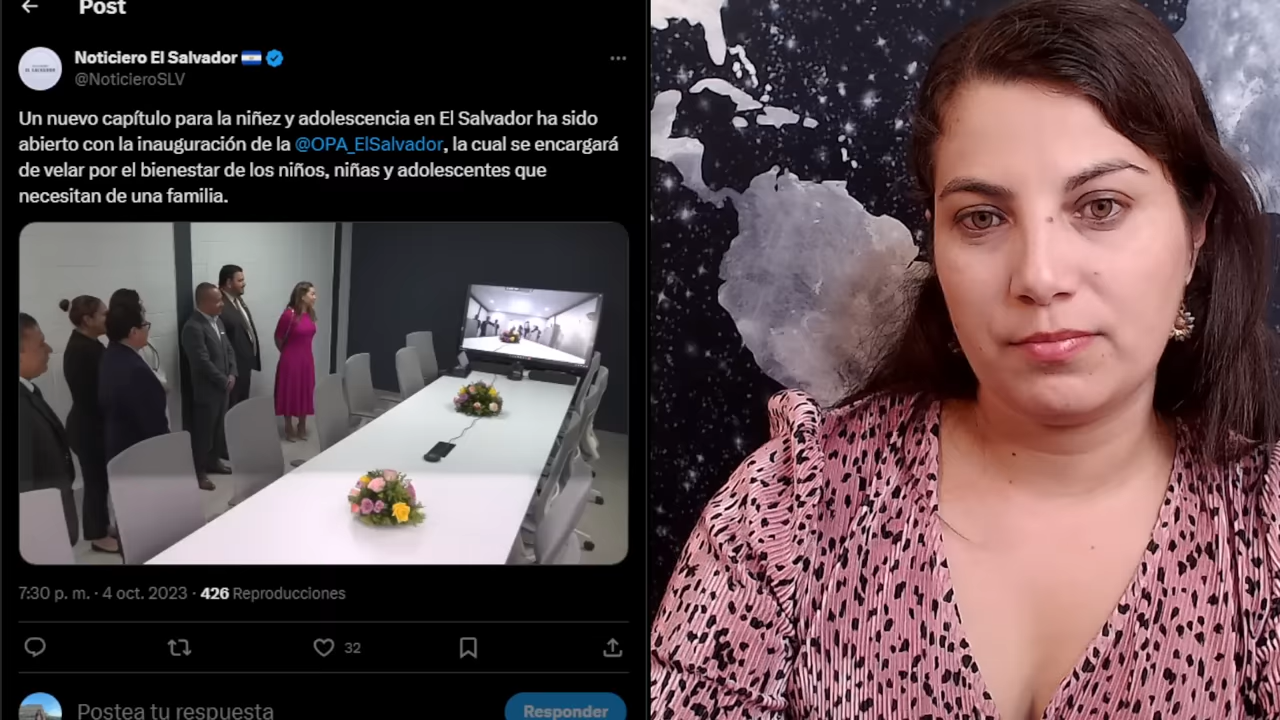 Post
Noticiero El Salvador
@NoticieroSLV
Un nuevo capítulo para la niñez y adolescencia en El Salvador ha sido
abierto con la inauguración de la @OPA_ElSalvador, la cual se encargará
de velar por el bienestar de los niños, niñas y adolescentes que
necesitan de una familia.
7:30 p. m. · 4 oct. 2023 · 426 Reproducciones
32
Postea tu respuesta
Responder